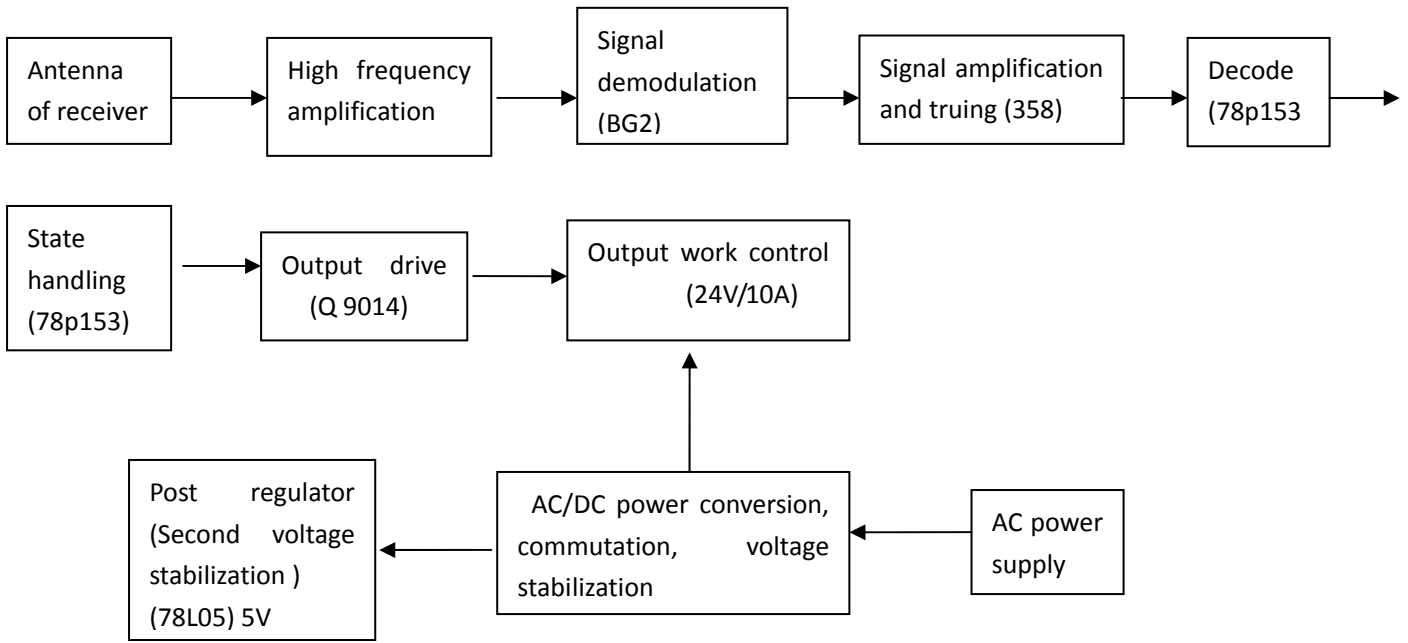 Antenna
of receiver
High frequency
amplification
Signal
demodulation
(BG2)
Signal amplification
and truing (358)
Decode
(78p153
State
handling
(78p153)
Output drive
(Q 9014)
Output work control
(24V/10A)
Post regulator
(Second voltage
stabilization )
(78L05) 5V
AC/DC power conversion,
commutation, voltage
stabilization
AC power
supply